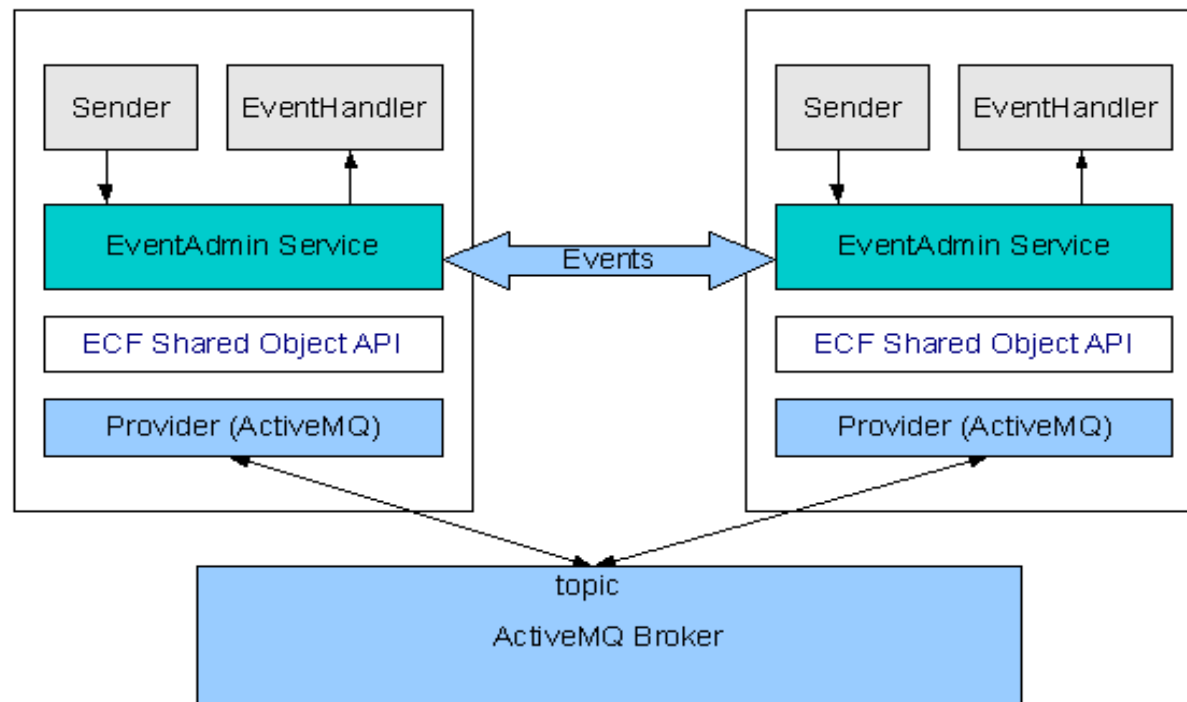 Sender
EventHandler
Sender
EventHandler
EventAdmin Service
Events
EventAdmin Service
ECF Shared Object API
ECF Shared Object API
Provider (ActiveMQ)
Provider (ActiveMQ)
topic
ActiveMQ Broker